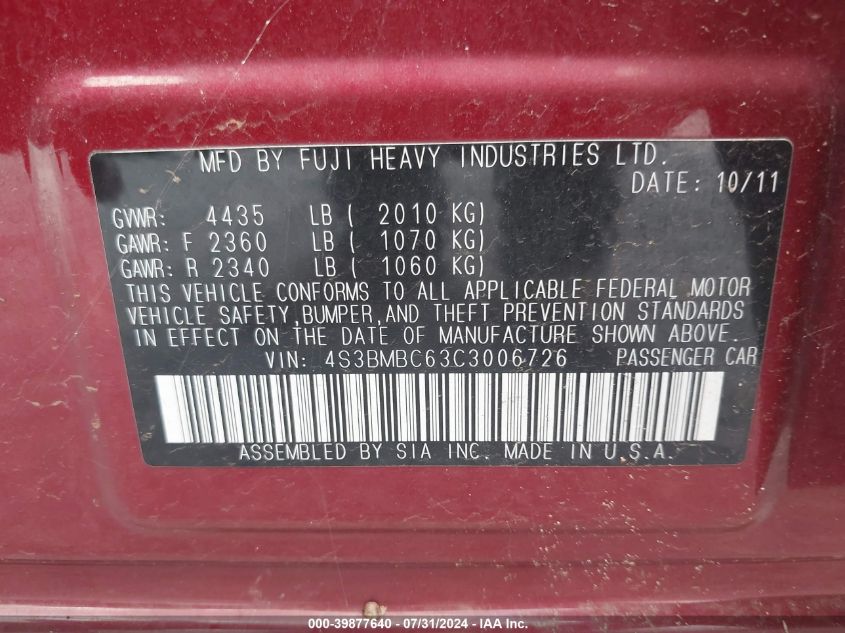 MFD BY FUJI HEAVY INDUSTRIES LTD.
DATE: 10/11
GVWR: 4435 LB ( 2010 KG)
GAWR: F 2360 LB ( 1070 KG)
GAWR: R 2340 LB ( 1060 KG)
THIS VEHICLE CONFORMS TO ALL APPLICABLE FEDERAL MOTOR
VEHICLE SAFETY,BUMPER,AND THEFT PREVENTION STANDARDS
IN EFFECT ON THE DATE OF MANUFACTURE SHOWN ABOVE.
VIN: 4S3BMBC63C3006726 PASSENGER CAR
ASSEMBLED BY SIA INC. MADE IN U.S.A.
000-39877640 - 07/31/2024 - IAA Inc.